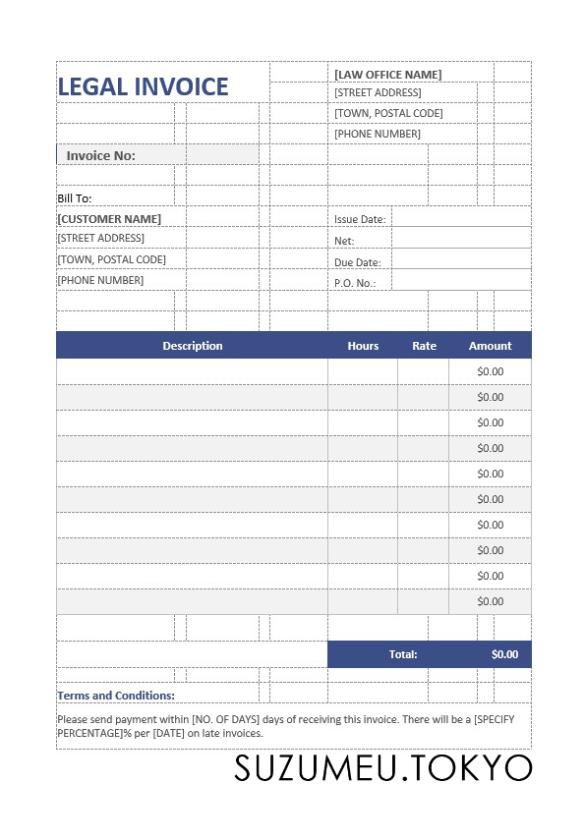 LEGAL INVOICE
[LAW OFFICE NAME]
[STREET ADDRESS]
[TOWN, POSTAL CODE]
[PHONE NUMBER]
Invoice No:
Bill To:
[CUSTOMER NAME]
[STREET ADDRESS]
[TOWN, POSTAL CODE]
[PHONE NUMBER]
Issue Date:
Net:
Due Date:
P.O. No.:
Description Hours Rate Amount
$0.00
$0.00
$0.00
$0.00
$0.00
$0.00
$0.00
$0.00
$0.00
$0.00
Total: $0.00
Terms and Conditions:
Please send payment within [NO. OF DAYS] days of receiving this invoice. There will be a [SPECIFY
PERCENTAGE]% per [DATE] on late invoices.
SUZUMEU.TOKYO